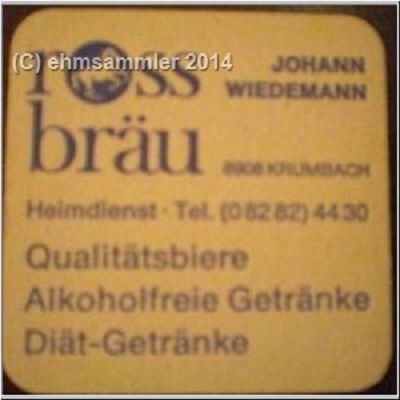 (C) ehmsammler 2014
ross
bräu
JOHANN
WIEDEMANN
8908 KRUMBACH
Heimdienst · Tel. (0 82 82) 44 30
Qualitätsbiere
Alkoholfreie Getränke
Diät-Getränke